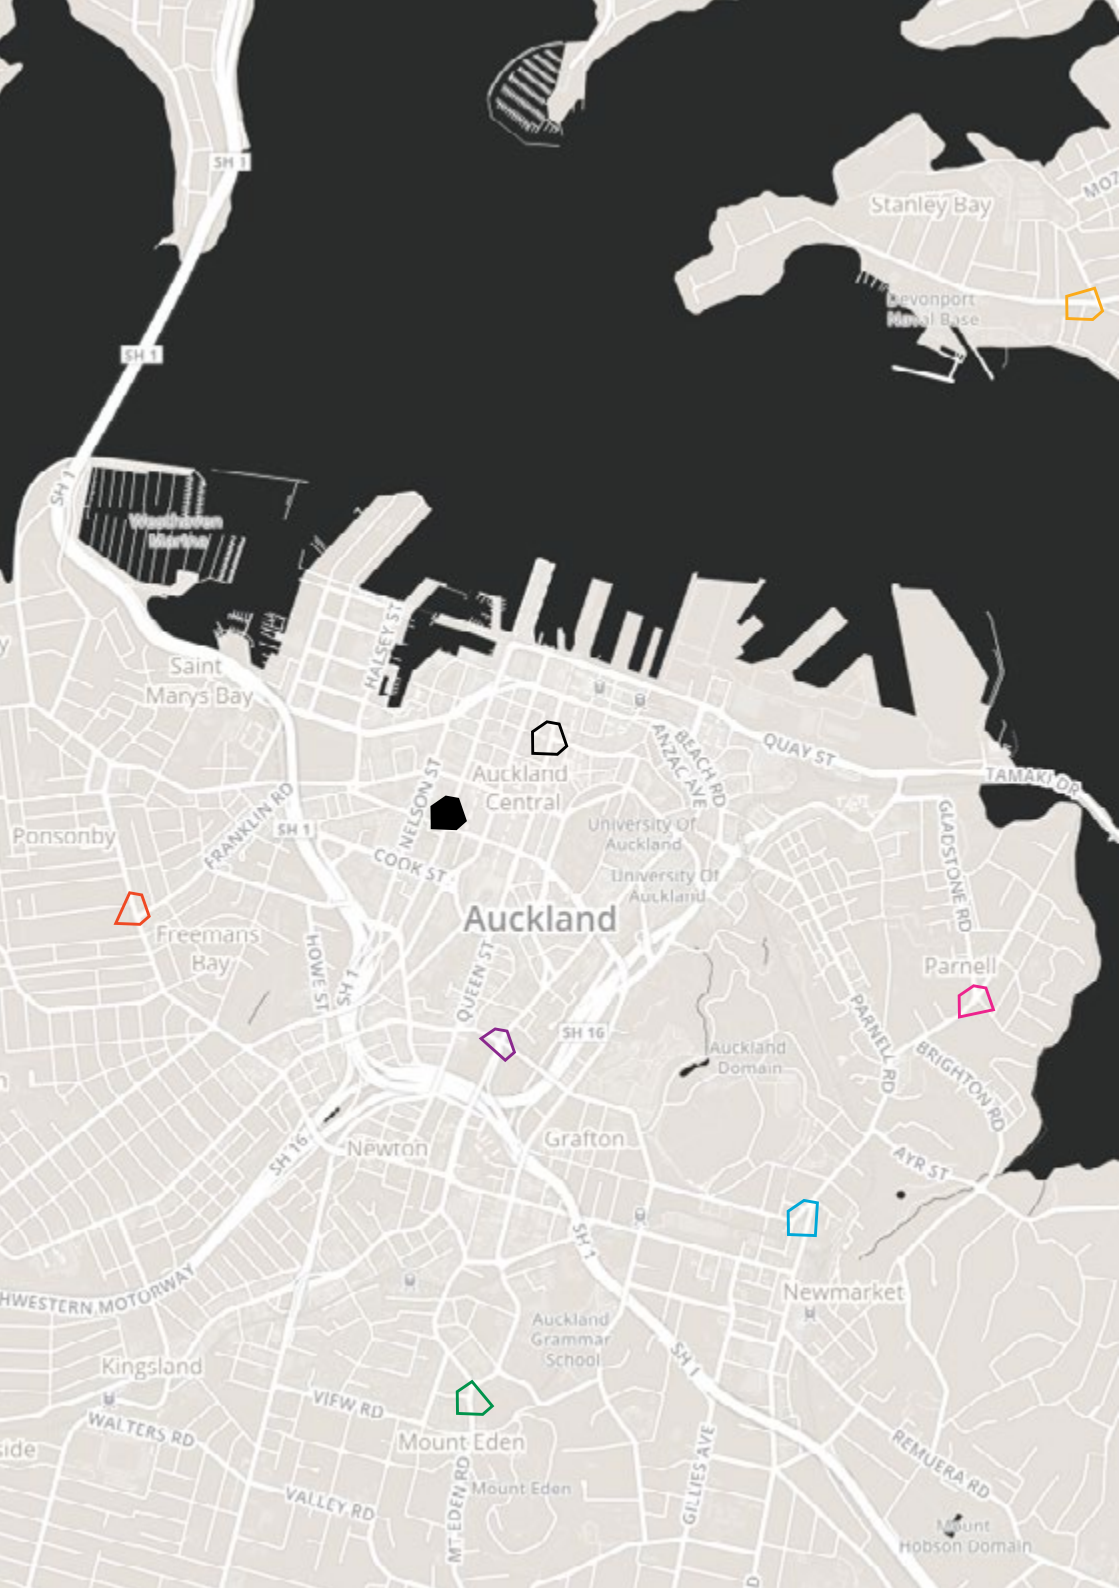 SH 1
MOZ
Stanley Bay
Devonport
Naval Base
SH 1
SH 1
Westhaven
Marina
HALSEY ST
y
Saint
Marys Bay
BEACH RD
ANZAC AVE
QUAY ST
TAMAKI DR
Auckland
Central
NELSON ST
FRANKLIN RD
SH 1
Ponsonby
University Of
Auckland
GLADSTONE RD
COOK ST
University Of
Auckland
Auckland
Freemans
Bay
HOWE ST
SH 1
QUEEN ST
Parnell
SH 16
PARNELL RD
Auckland
Domain
BRIGHTON RD
n
SH 16
Newton
Grafton
AYR ST
SH 1
HWESTERN MOTORWAY
Newmarket
Auckland
Grammar
School
Kingsland
SH 1
VIEW RD
WALTERS RD
side
Mount Eden
Mount Eden
MT EDEN RD
GILLIES AVE
REMUERA RD
VALLEY RD
Mount
Hobson Domain
D